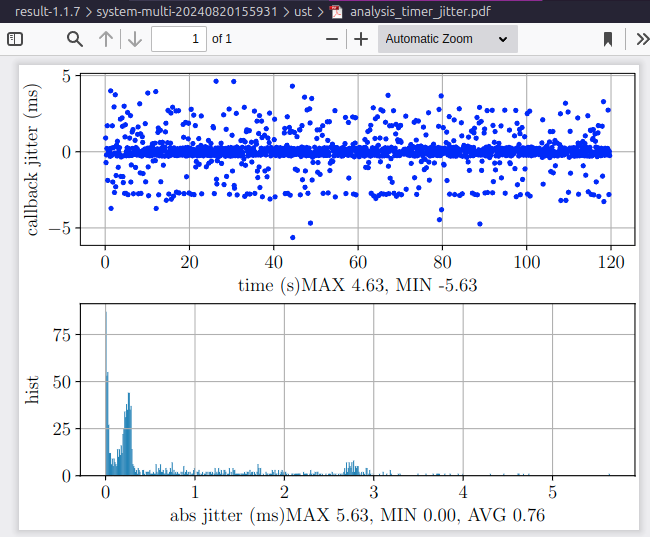 result-1.1.7 › system-multi-20240820155931 › ust › analysis_timer_jitter.pdf
1 of 1 Automatic Zoom
callback jitter (ms)
5
0
−5
0 20 40 60 80 100 120
time (s)MAX 4.63, MIN -5.63
hist
75
50
25
0
0 1 2 3 4 5
abs jitter (ms)MAX 5.63, MIN 0.00, AVG 0.76